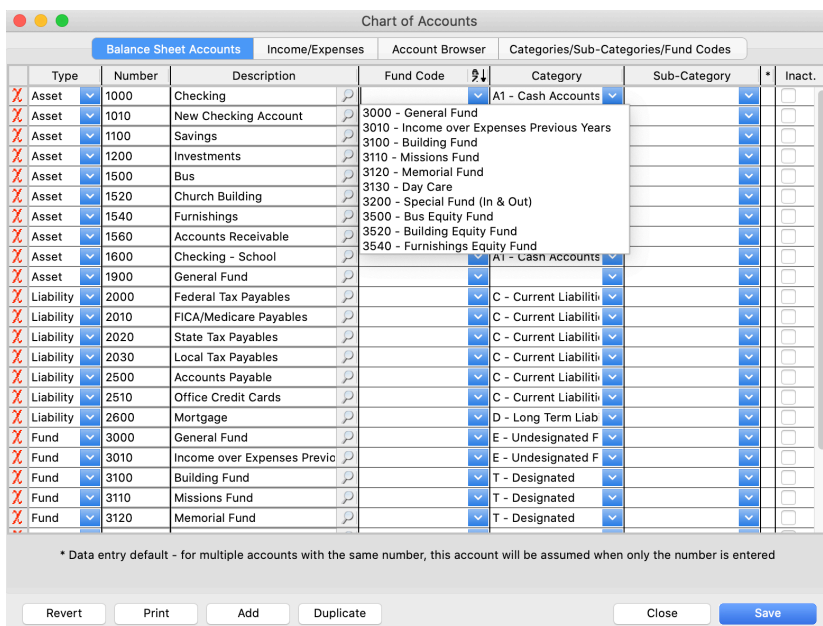 Chart of Accounts
Balance Sheet Accounts Income/Expenses Account Browser Categories/Sub-Categories/Fund Codes
Type Number Description Fund Code Category Sub-Category * Inact.
Asset 1000 Checking A1 - Cash Accounts
Asset 1010 New Checking Account
Asset 1100 Savings
Asset 1200 Investments
Asset 1500 Bus
Asset 1520 Church Building
Asset 1540 Furnishings
Asset 1560 Accounts Receivable
Asset 1600 Checking - School A1 - Cash Accounts
3000 - General Fund
3010 - Income over Expenses Previous Years
3100 - Building Fund
3110 - Missions Fund
3120 - Memorial Fund
3130 - Day Care
3200 - Special Fund (In & Out)
3500 - Bus Equity Fund
3520 - Building Equity Fund
3540 - Furnishings Equity Fund
Asset 1900 General Fund
Liability 2000 Federal Tax Payables C - Current Liabiliti
Liability 2010 FICA/Medicare Payables C - Current Liabiliti
Liability 2020 State Tax Payables C - Current Liabiliti
Liability 2030 Local Tax Payables C - Current Liabiliti
Liability 2500 Accounts Payable C - Current Liabiliti
Liability 2510 Office Credit Cards C - Current Liabiliti
Liability 2600 Mortgage D - Long Term Liab
Fund 3000 General Fund E - Undesignated F
Fund 3010 Income over Expenses Previo E - Undesignated F
Fund 3100 Building Fund T - Designated
Fund 3110 Missions Fund T - Designated
Fund 3120 Memorial Fund T - Designated
* Data entry default - for multiple accounts with the same number, this account will be assumed when only the number is entered
Revert Print Add Duplicate Close Save